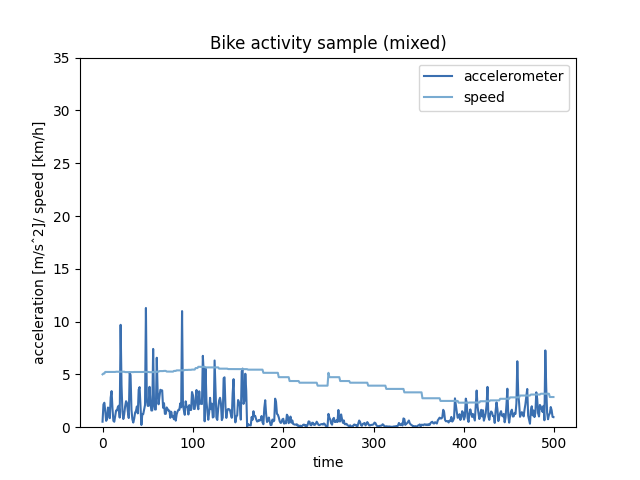 Bike activity sample (mixed)
35
30
25
20
15
10
5
0
acceleration [m/sˆ2]/ speed [km/h]
accelerometer
speed
0 100 200 300 400 500
time